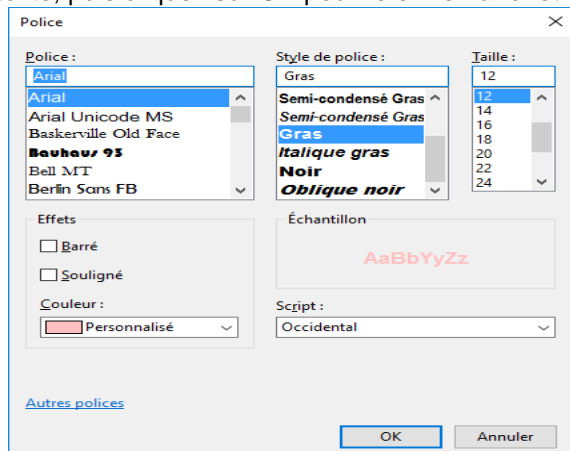 Police
Police :
Arial
Arial
Arial Unicode MS
Baskerville Old Face
Bauhaus 93
Bell MT
Berlin Sans FB
Style de police :
Gras
Semi-condensé Gras
Semi-condensé Gras
Gras
Italique gras
Noir
Oblique noir
Taille :
12
12
14
16
18
20
22
24
Effets
Barré
Souligné
Couleur :
Personnalisé
Échantillon
AaBbYyZz
Script :
Occidental
Autres polices
OK
Annuler